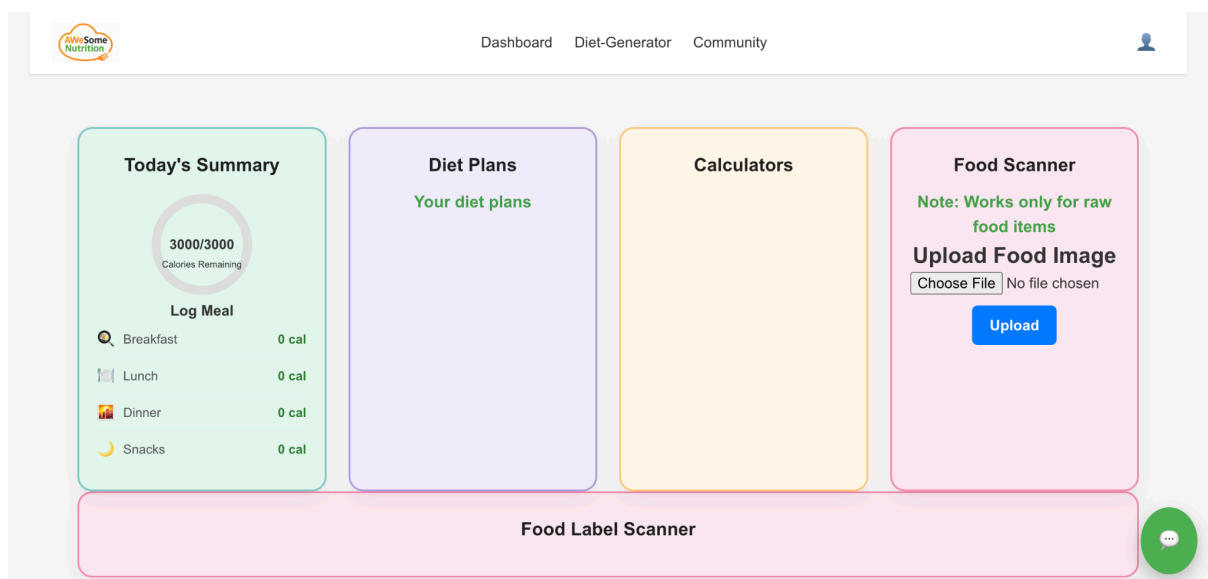 AWeSome
Nutrition
Dashboard Diet-Generator Community
Today's Summary
3000/3000
Calories Remaining
Log Meal
Breakfast 0 cal
Lunch 0 cal
Dinner 0 cal
Snacks 0 cal
Diet Plans
Your diet plans
Calculators
Food Scanner
Note: Works only for raw
food items
Upload Food Image
Choose File No file chosen
Upload
Food Label Scanner